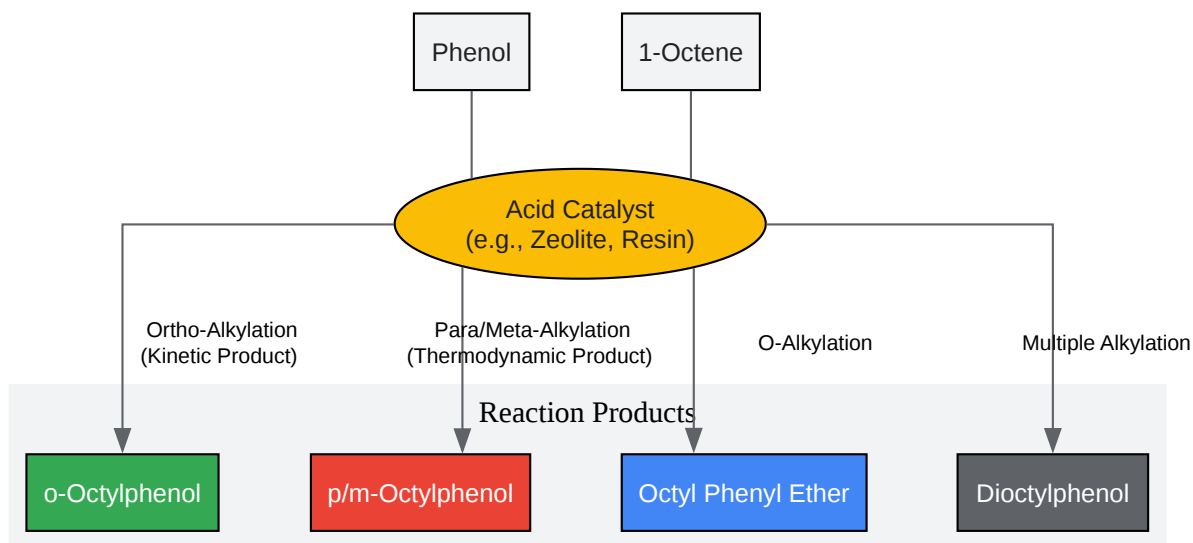 Phenol
1-Octene
Acid Catalyst
(e.g., Zeolite, Resin)
Ortho-Alkylation
(Kinetic Product)
Para/Meta-Alkylation
(Thermodynamic Product)
O-Alkylation
Multiple Alkylation
Reaction Products
o-Octylphenol
p/m-Octylphenol
Octyl Phenyl Ether
Dioctylphenol